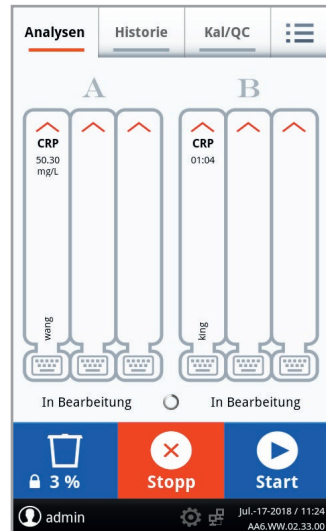 Analysen
Historie
Kal/QC
A
B
CRP
50.30
mg/L
CRP
01:04
wang
king
In Bearbeitung
In Bearbeitung
3 %
Stopp
Start
admin
Jul.-17-2018 / 11:24
AA6.WW.02.33.00